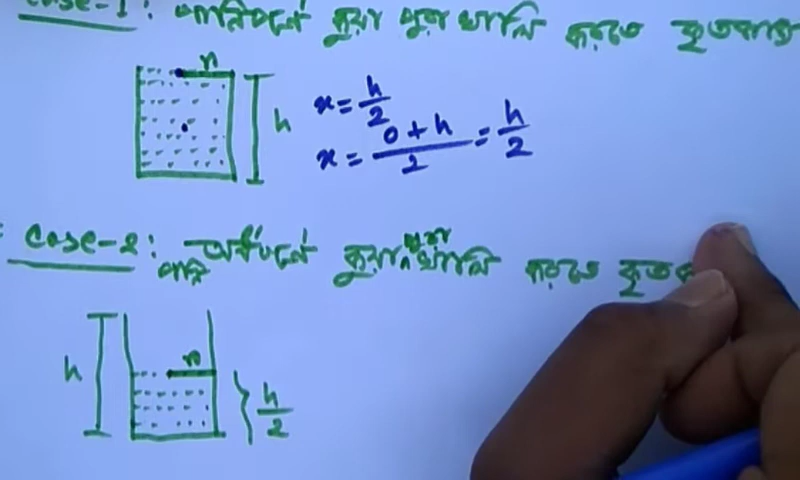 Case-1: পানিপূর্ণ কুয়া পুরা খালি করতে কৃতকাজ
r
h
x = h/2
x = (0 + h)/2 = h/2
Case-2: অর্ধপূর্ণ কুয়া পুরা খালি করতে
পানি
h
r
h/2